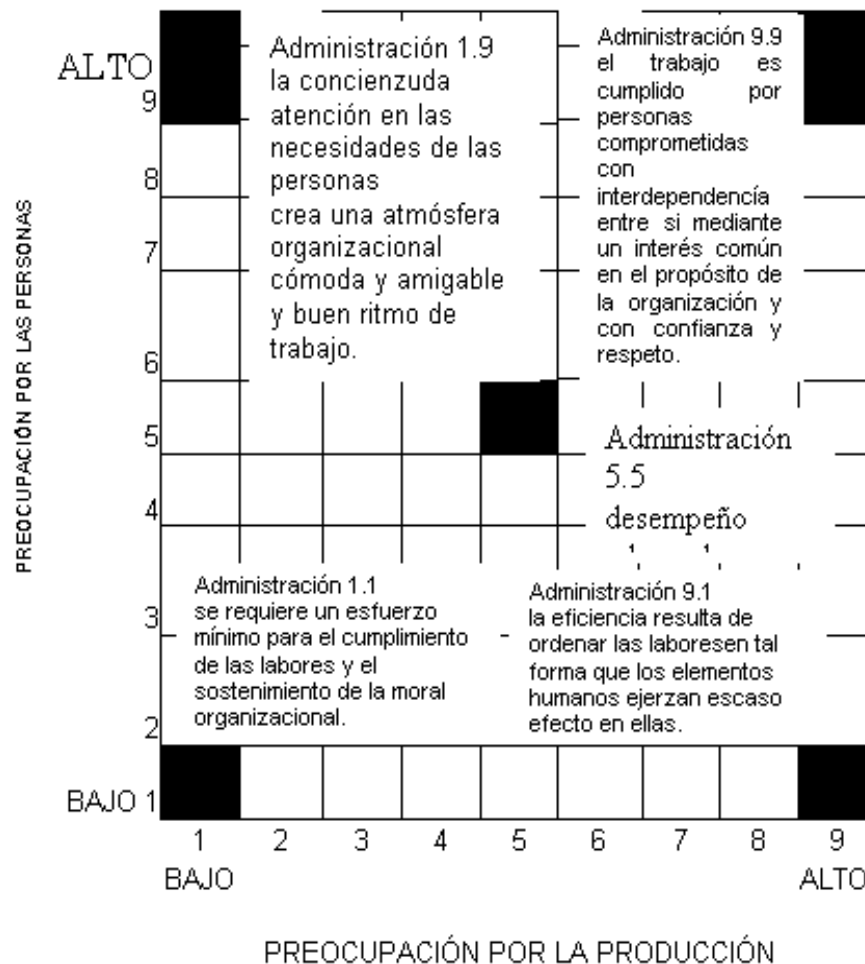 ALTO
9
8
7
6
5
4
3
2
BAJO 1
PREOCUPACIÓN POR LAS PERSONAS
Administración 1.9
la concienzuda
atención en las
necesidades de las
personas
crea una atmósfera
organizacional
cómoda y amigable
y buen ritmo de
trabajo.
Administración 9.9
el trabajo es
cumplido por
personas
comprometidas
con
interdependencía
entre si mediante
un interés común
en el propósito de
la organización y
con confianza y
respeto.
Administración
5.5
desempeño
Administración 1.1
se requiere un esfuerzo
mínimo para el cumplimiento
de las labores y el
sostenimiento de la moral
organizacional.
Administración 9.1
la eficiencia resulta de
ordenar las laboresen tal
forma que los elementos
humanos ejerzan escaso
efecto en ellas.
1 2 3 4 5 6 7 8 9
BAJO ALTO
PREOCUPACIÓN POR LA PRODUCCIÓN